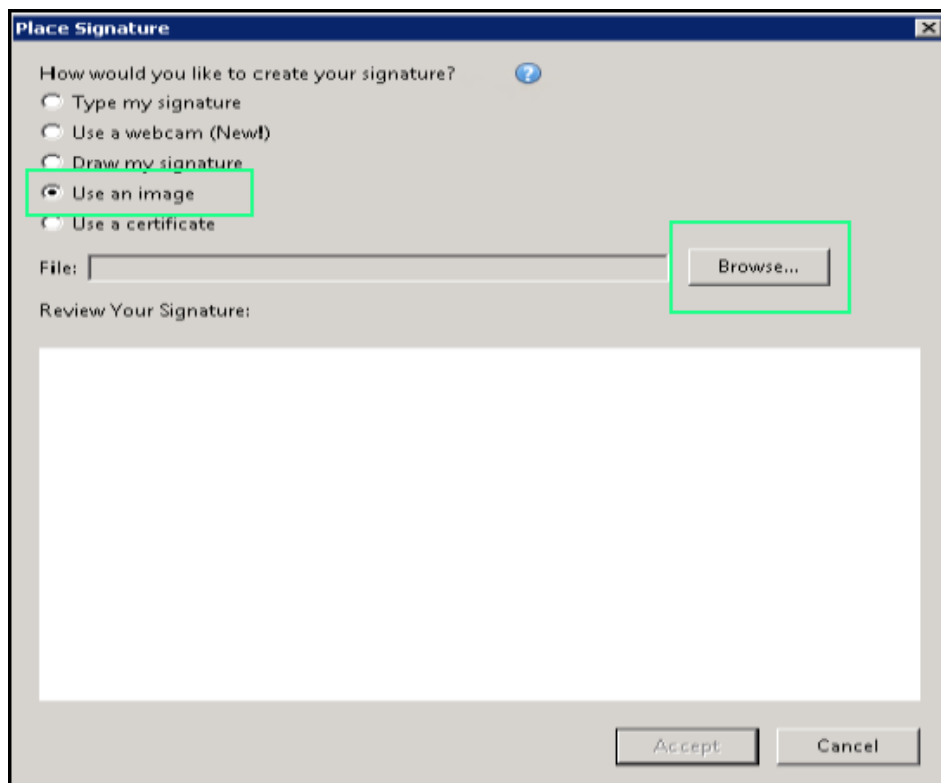 Place Signature
How would you like to create your signature? ?
Type my signature
Use a webcam (New!)
Draw my signature
Use an image
Use a certificate
File: Browse...
Review Your Signature:
Accept Cancel